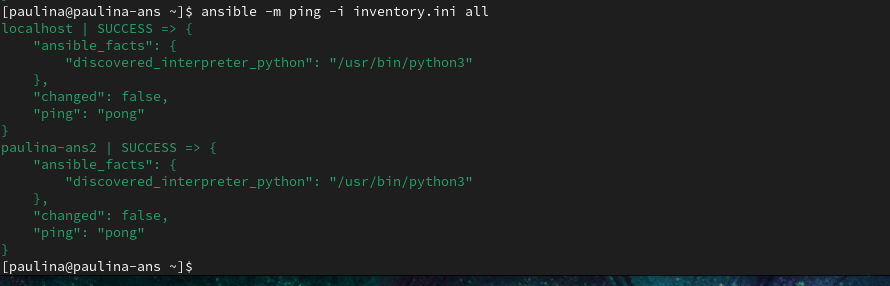 [paulina@paulina-ans ~]$ ansible -m ping -i inventory.ini all
localhost | SUCCESS => {
    "ansible_facts": {
        "discovered_interpreter_python": "/usr/bin/python3"
    },
    "changed": false,
    "ping": "pong"
}
paulina-ans2 | SUCCESS => {
    "ansible_facts": {
        "discovered_interpreter_python": "/usr/bin/python3"
    },
    "changed": false,
    "ping": "pong"
}
[paulina@paulina-ans ~]$